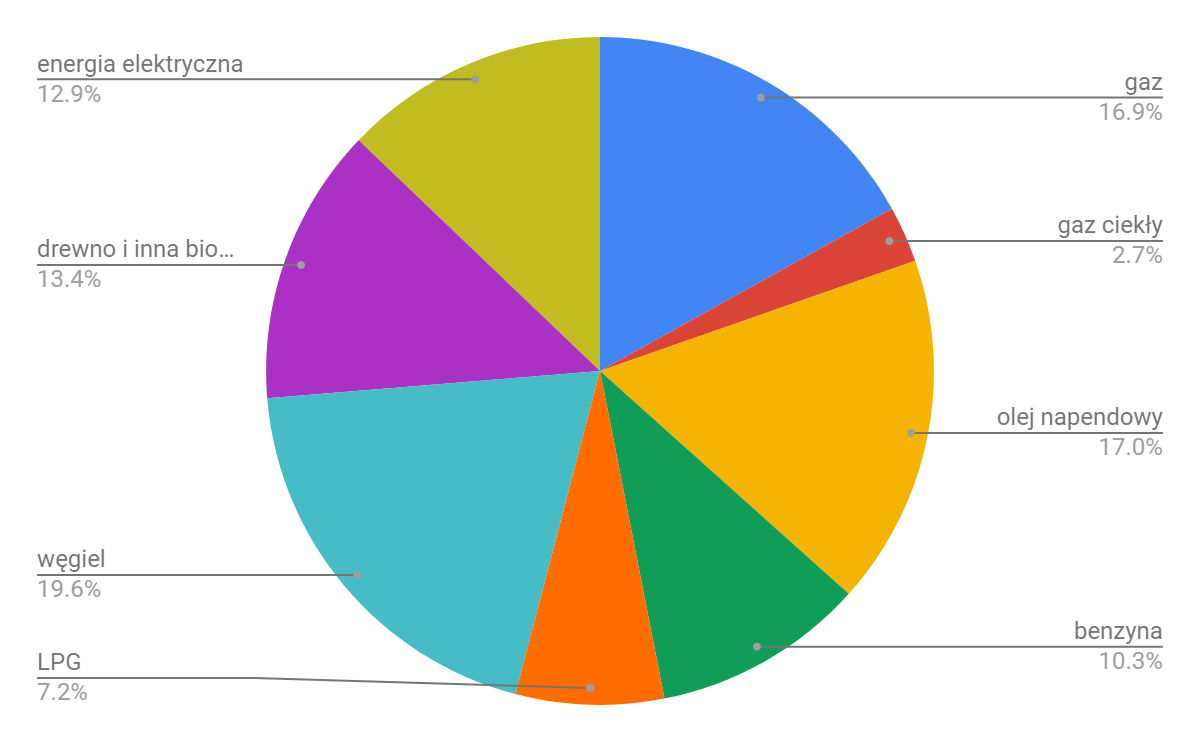 energia elektryczna
12.9%
drewno i inna bio...
13.4%
węgiel
19.6%
LPG
7.2%
gaz
16.9%
gaz ciekły
2.7%
olej napendowy
17.0%
benzyna
10.3%